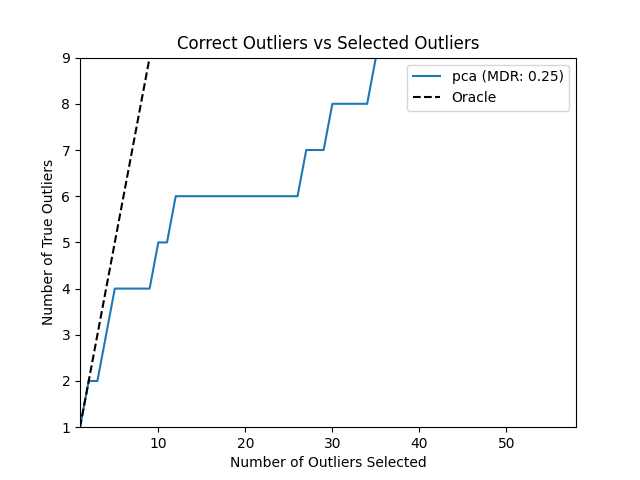 Correct Outliers vs Selected Outliers
pca (MDR: 0.25)
Oracle
Number of True Outliers
9
8
7
6
5
4
3
2
1
10
20
30
40
50
Number of Outliers Selected